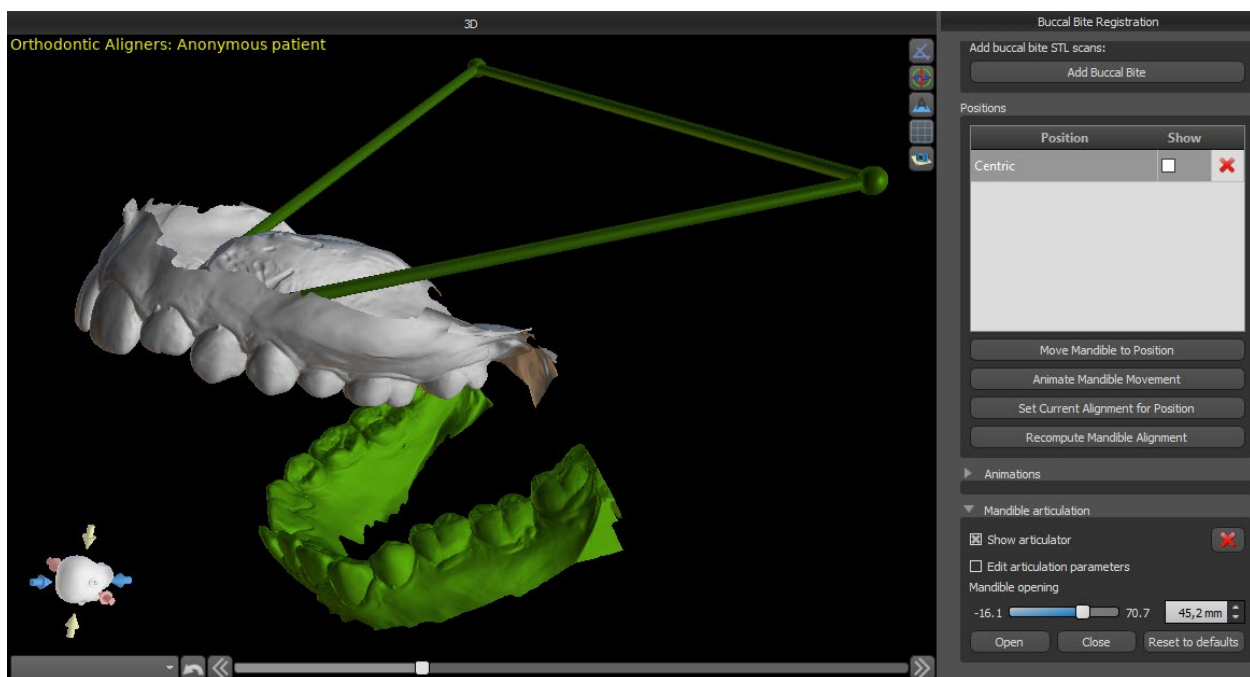 3D
Buccal Bite Registration
Orthodontic Aligners: Anonymous patient
Add buccal bite STL scans:
Add Buccal Bite
Positions
Position Show
Centric
Move Mandible to Position
Animate Mandible Movement
Set Current Alignment for Position
Recompute Mandible Alignment
Animations
Mandible articulation
Show articulator
Edit articulation parameters
Mandible opening
-16.1 70.7 45,2 mm
Open Close Reset to defaults